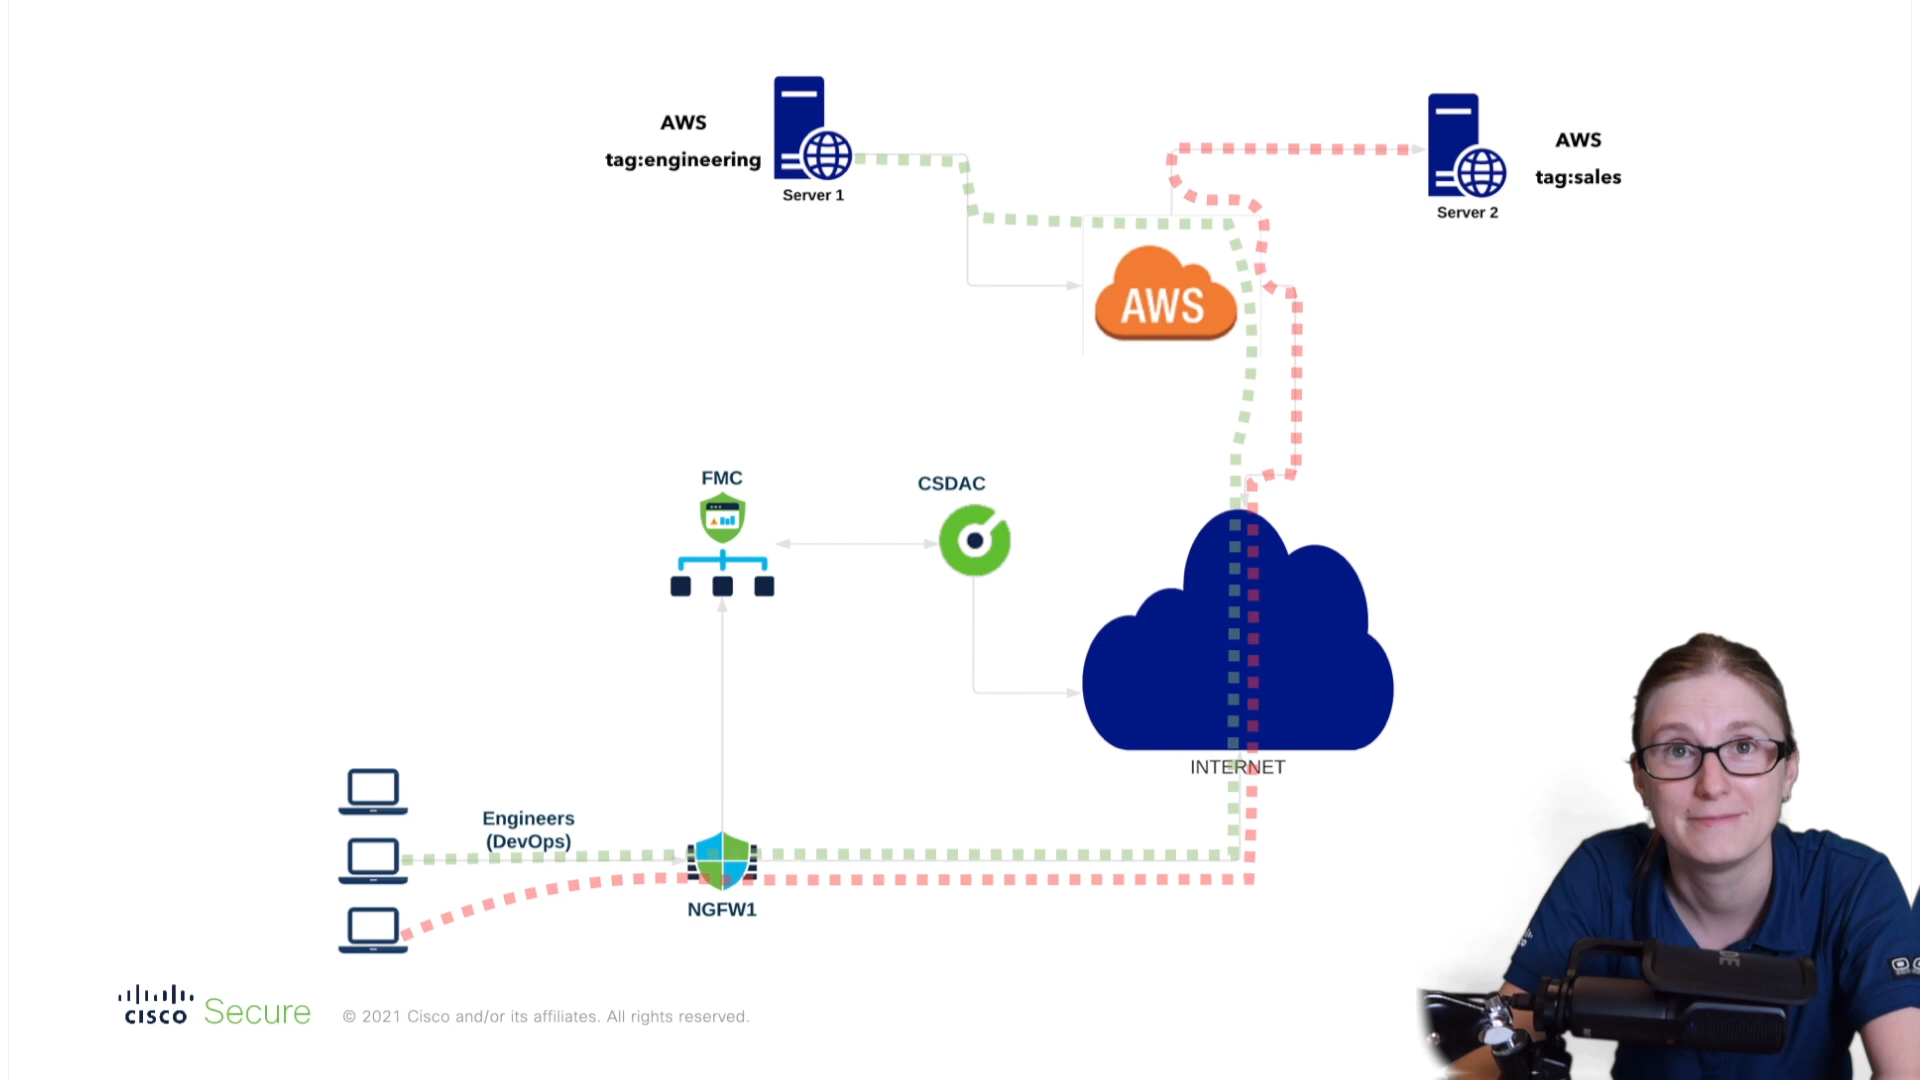 AWS
tag:engineering
Server 1
AWS
tag:sales
Server 2
AWS
FMC
CSDAC
INTERNET
Engineers
(DevOps)
NGFW1
CISCO Secure
© 2021 Cisco and/or its affiliates. All rights reserved.